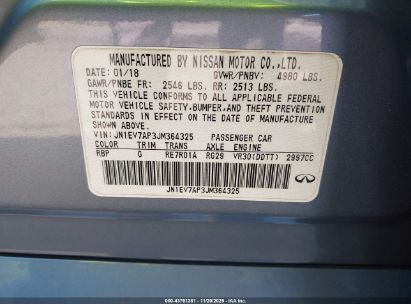 MANUFACTURED BY NISSAN MOTOR CO.,LTD.
DATE: 01/18 GVWR/PNBV: 4980 LBS.
GAWR/PNBE FR: 2546 LBS. RR: 2513 LBS.
THIS VEHICLE CONFORMS TO ALL APPLICABLE FEDERAL
MOTOR VEHICLE SAFETY,BUMPER,AND THEFT PREVENTION
STANDARDS IN EFFECT ON THE DATE OF MANUFACTURE
SHOWN ABOVE.
VIN: JN1EV7AP3JM364325 PASSENGER CAR
COLOR TRIM TRANS AXLE ENGINE
RBP G RE7R01A RG29 VR30(DDTT) 2997CC
JN1EV7AP3JM364325
INFINITI